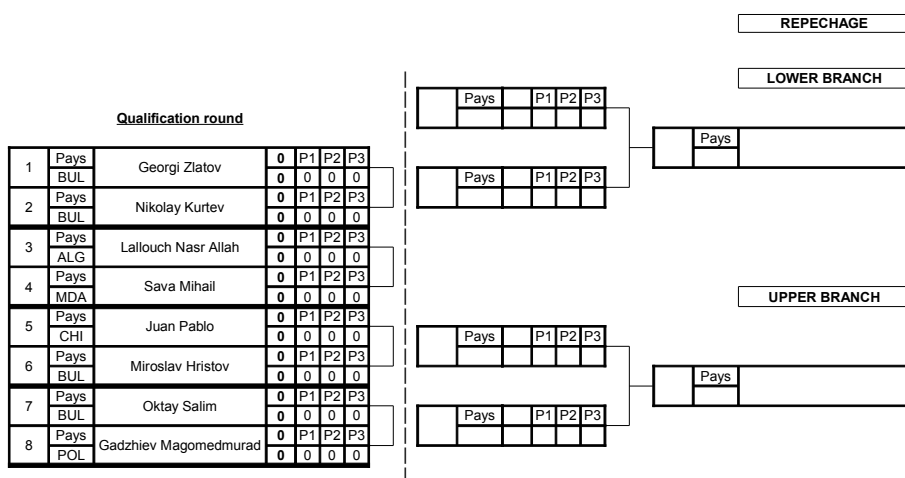 REPECHAGE
LOWER BRANCH
Pays P1 P2 P3
Qualification round
Pays
1 Pays Georgi Zlatov 0 P1 P2 P3
BUL 0 0 0 0
Pays P1 P2 P3
2 Pays Nikolay Kurtev 0 P1 P2 P3
BUL 0 0 0 0
3 Pays Lallouch Nasr Allah 0 P1 P2 P3
ALG 0 0 0 0
4 Pays Sava Mihail 0 P1 P2 P3
MDA 0 0 0 0
UPPER BRANCH
5 Pays Juan Pablo 0 P1 P2 P3
CHI 0 0 0 0
Pays P1 P2 P3
6 Pays Miroslav Hristov 0 P1 P2 P3
BUL 0 0 0 0
Pays
7 Pays Oktay Salim 0 P1 P2 P3
BUL 0 0 0 0
Pays P1 P2 P3
8 Pays Gadzhiev Magomedmurad 0 P1 P2 P3
POL 0 0 0 0